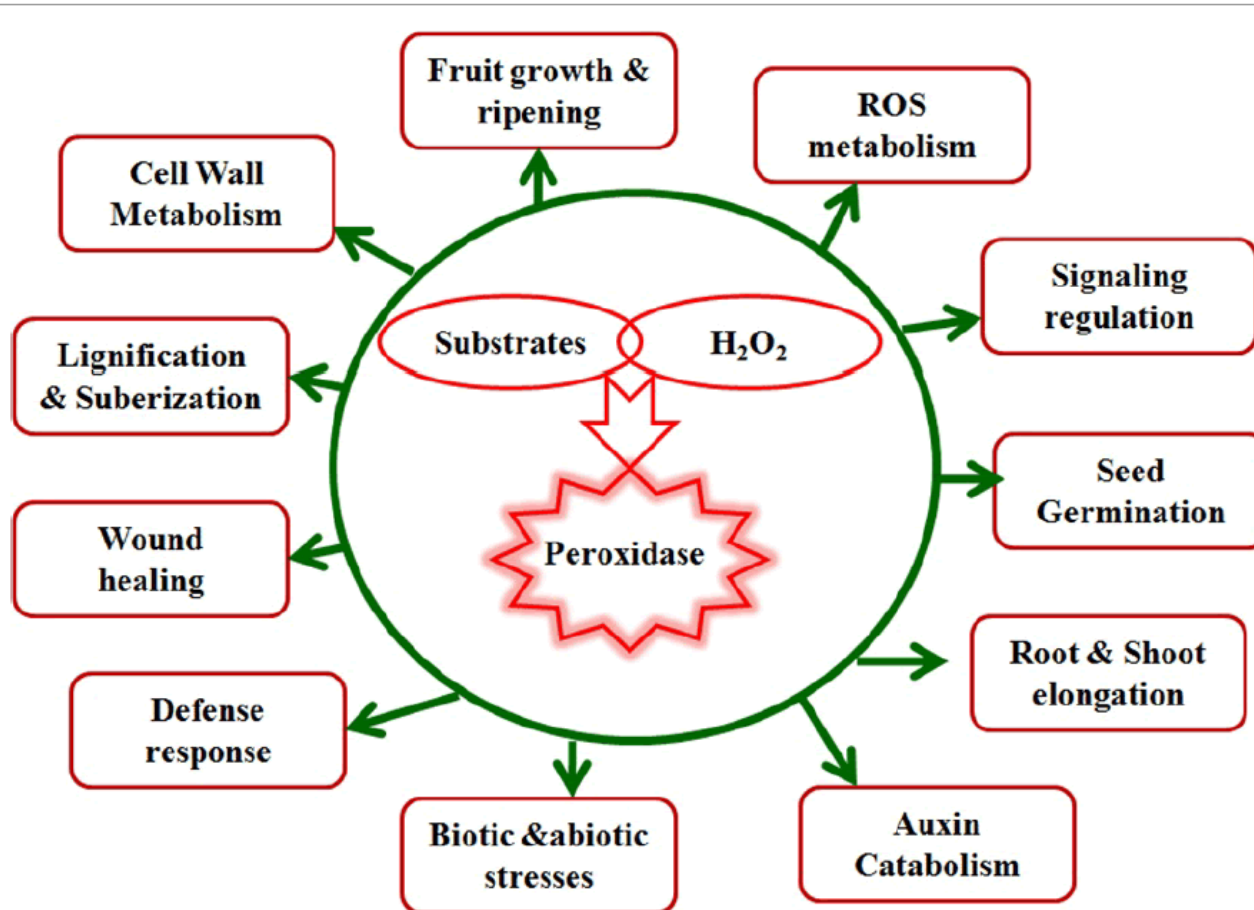 Fruit growth &
ripening
ROS
metabolism
Cell Wall
Metabolism
Signaling
regulation
Substrates
H₂O₂
Lignification
& Suberization
Seed
Germination
Wound
healing
Peroxidase
Root & Shoot
elongation
Defense
response
Biotic &abiotic
stresses
Auxin
Catabolism